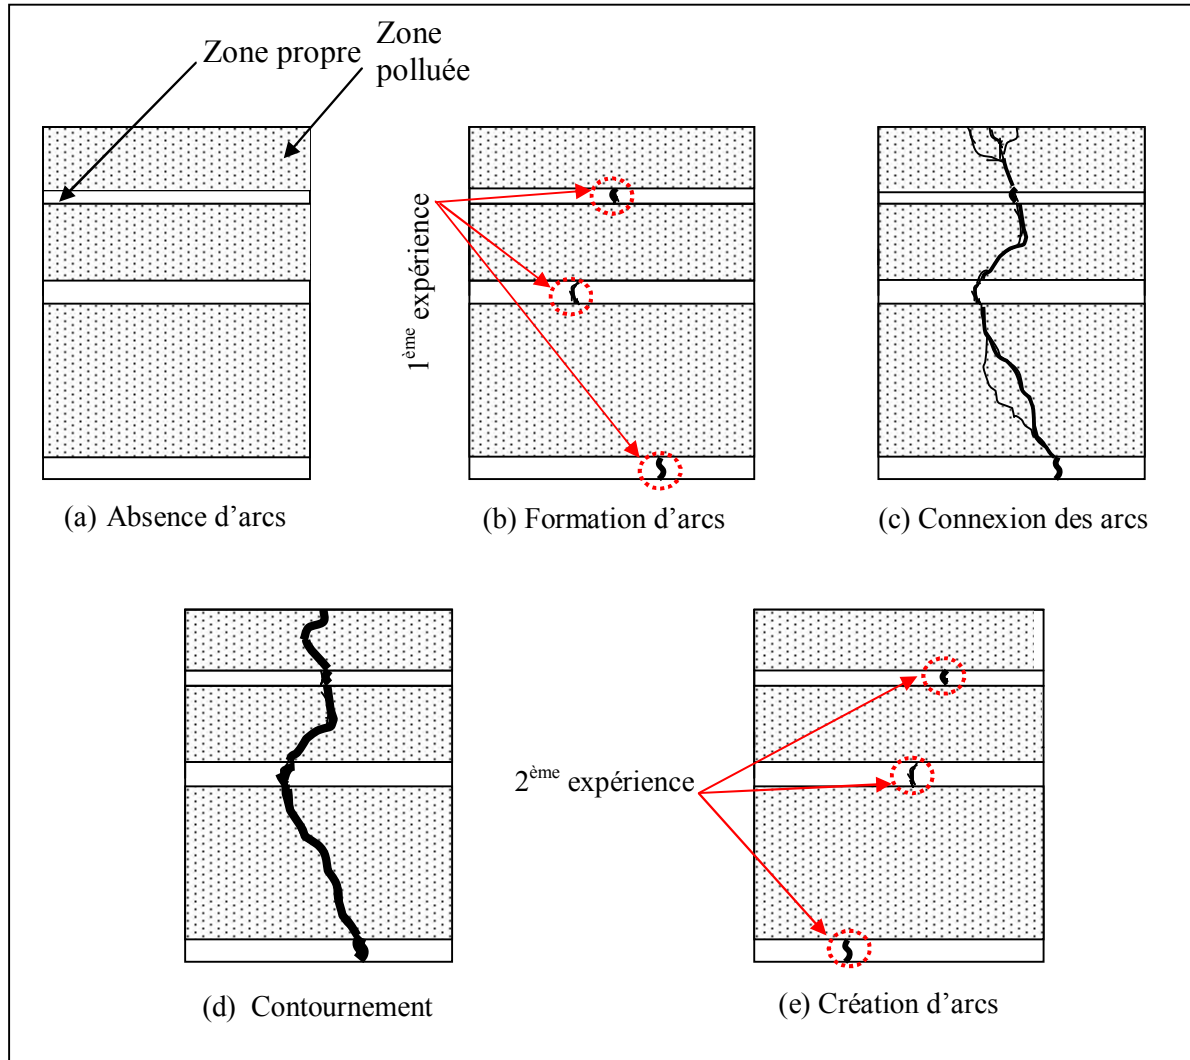 Zone propre
Zone
polluée
1ème expérience
(a) Absence d'arcs
(b) Formation d'arcs
(c) Connexion des arcs
2ème expérience
(d) Contournement
(e) Création d'arcs